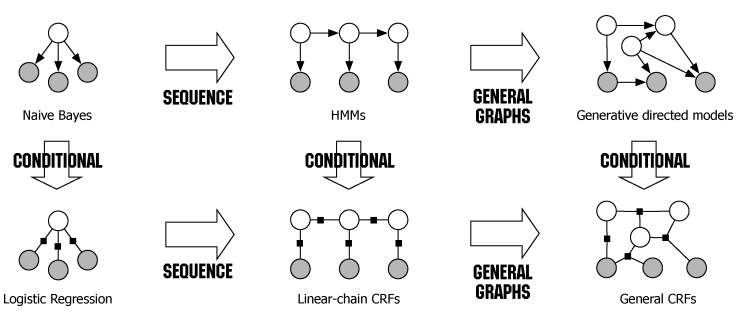 SEQUENCE
GENERAL
GRAPHS
Naive Bayes
HMMs
Generative directed models
CONDITIONAL
CONDITIONAL
CONDITIONAL
SEQUENCE
GENERAL
GRAPHS
Logistic Regression
Linear-chain CRFs
General CRFs